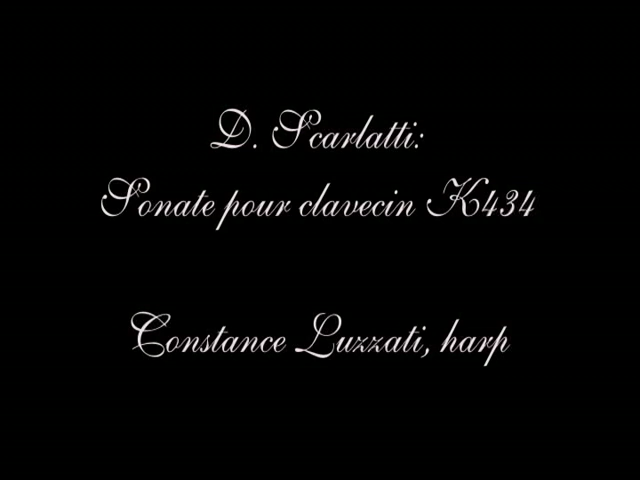 D. Scarlatti:
Sonate pour clavecin K434
Constance Luzzati, harp